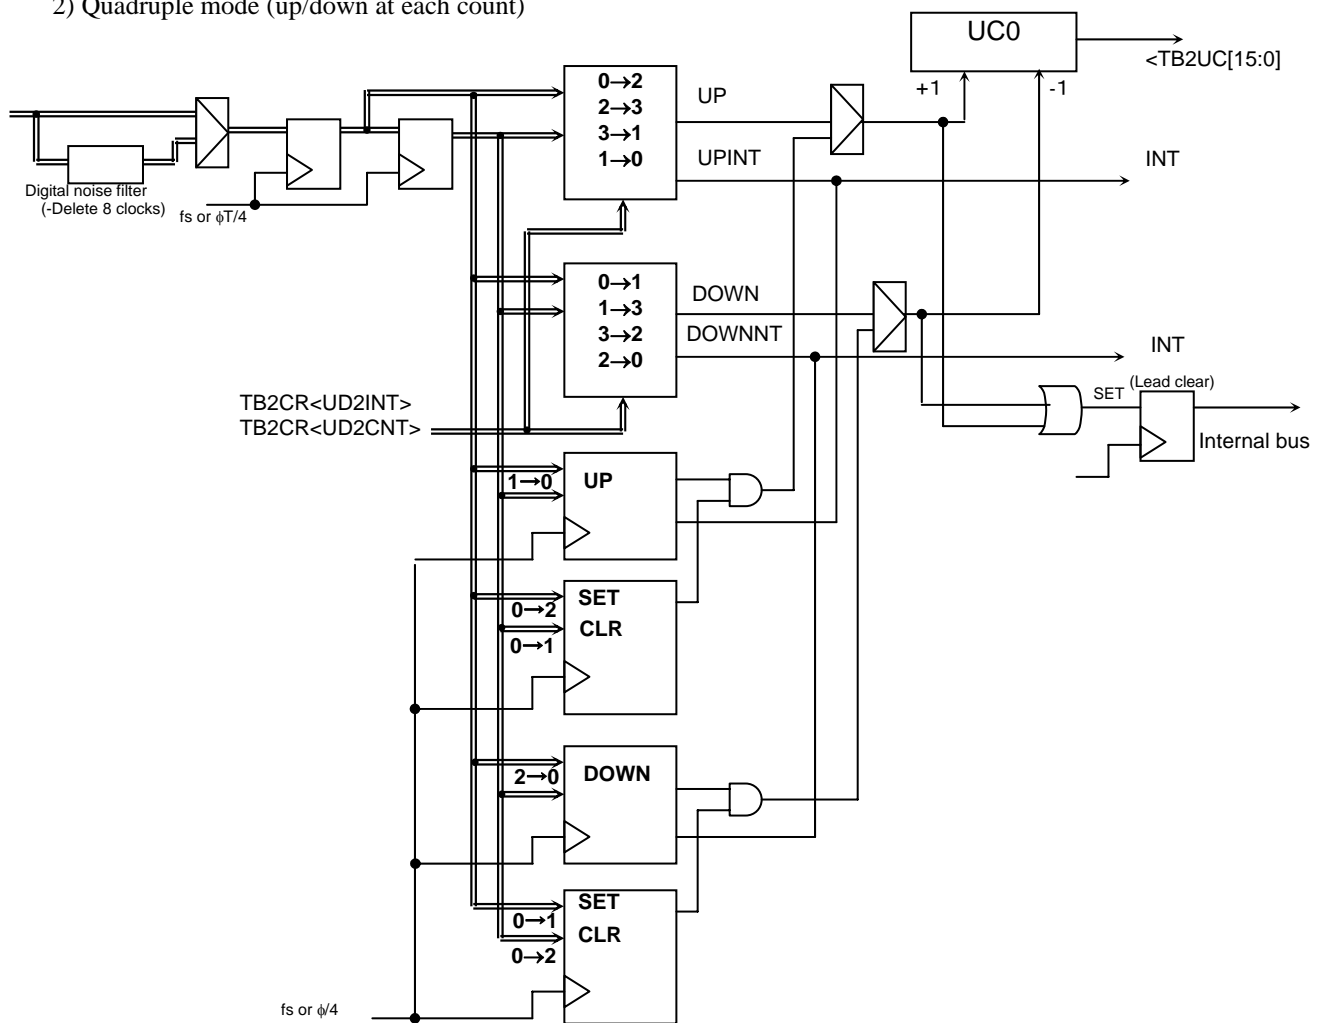 2) Quadruple mode (up/down at each count)
UC0
<TB2UC[15:0]
+1
-1
0→2
2→3
3→1
1→0
UP
UPINT
INT
Digital noise filter
(-Delete 8 clocks)
fs or ϕT/4
0→1
1→3
3→2
2→0
DOWN
DOWNNT
INT
TB2CR<UD2INT>
TB2CR<UD2CNT>
SET
(Lead clear)
Internal bus
1→0
UP
0→2
SET
CLR
0→1
2→0
DOWN
0→1
SET
CLR
0→2
fs or ϕ/4